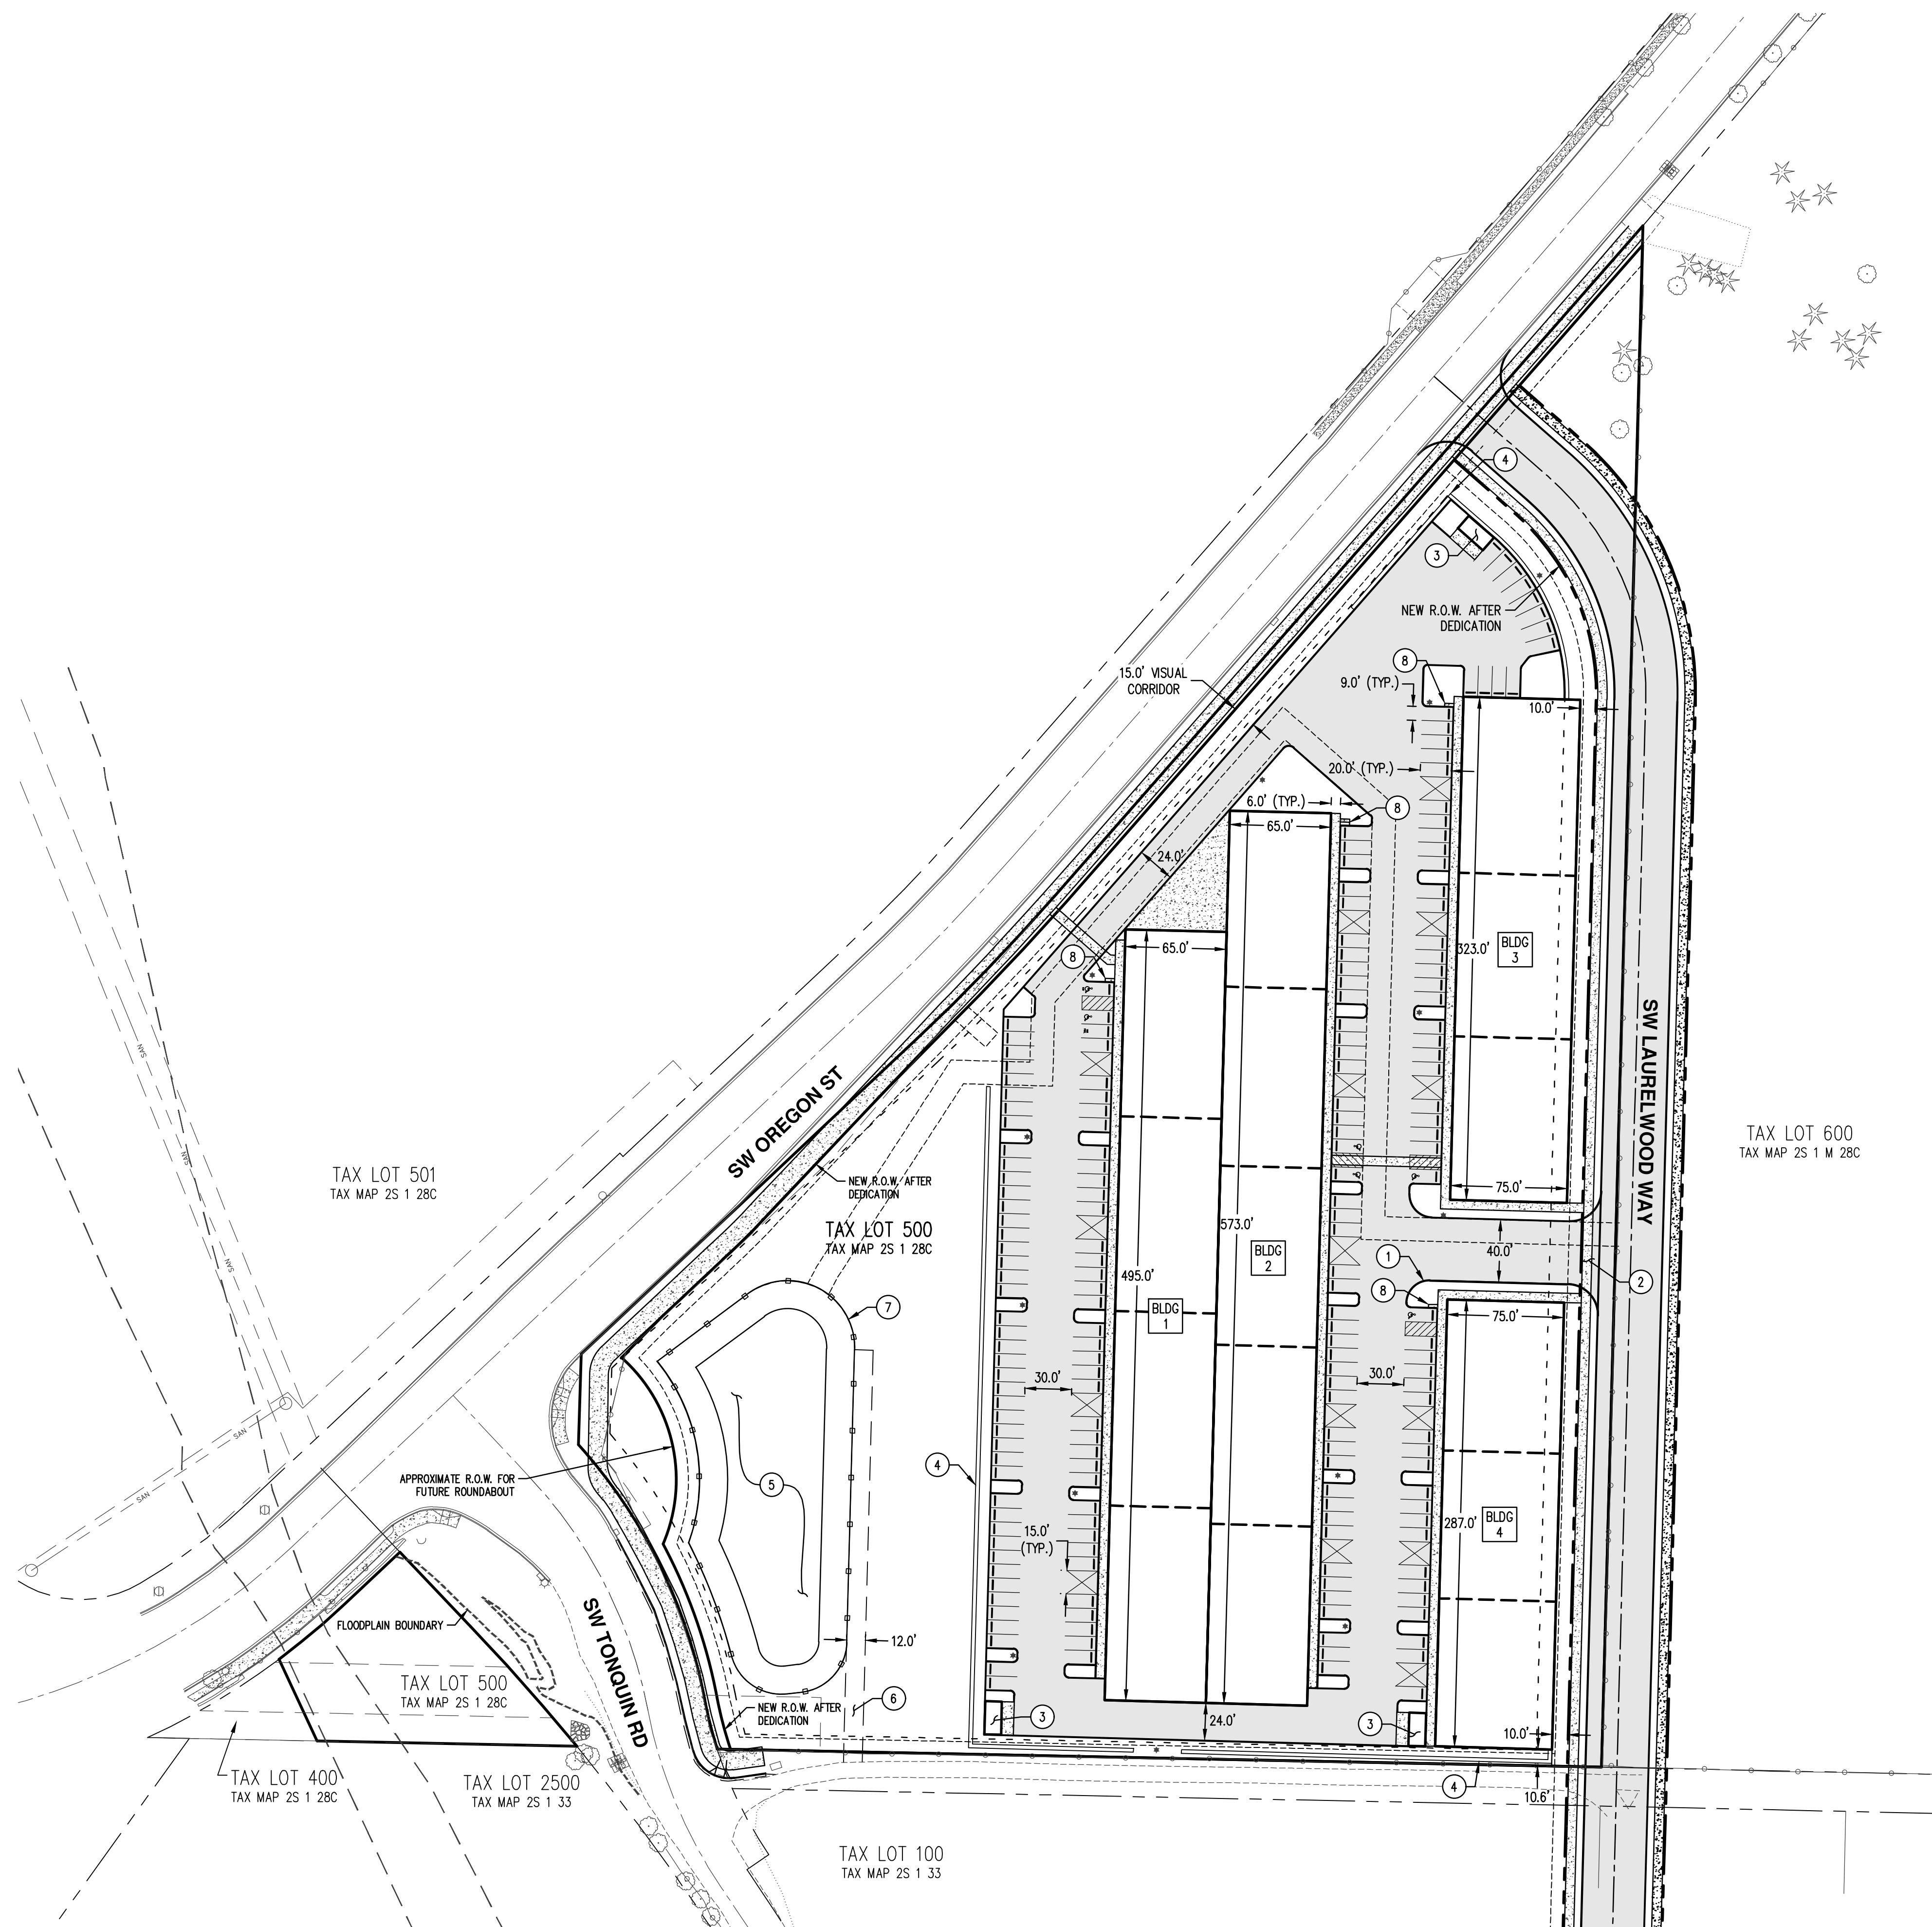 4
3
NEW R.O.W. AFTER
DEDICATION
8
15.0' VISUAL
CORRIDOR
9.0' (TYP.)
10.0'
20.0' (TYP.)
6.0' (TYP.)
8
65.0'
24.0'
65.0'
8
323.0'
BLDG
3
SW LAURELWOOD WAY
SAN
SAN
SAN
SAN
SAN
SW OREGON ST
TAX LOT 501
TAX MAP 2S 1 28C
TAX LOT 600
TAX MAP 2S 1 M 28C
NEW R.O.W. AFTER
DEDICATION
75.0'
TAX LOT 500
TAX MAP 2S 1 28C
573.0'
BLDG
2
40.0'
1
2
495.0'
BLDG
1
8
7
75.0'
30.0'
30.0'
4
5
APPROXIMATE R.O.W. FOR
FUTURE ROUNDABOUT
15.0'
(TYP.)
287.0'
BLDG
4
FLOODPLAIN BOUNDARY
SW TONQUIN RD
12.0'
TAX LOT 500
TAX MAP 2S 1 28C
6
NEW R.O.W. AFTER
DEDICATION
3
24.0'
3
10.0'
TAX LOT 400
TAX MAP 2S 1 28C
TAX LOT 2500
TAX MAP 2S 1 33
4
10.6'
TAX LOT 100
TAX MAP 2S 1 33